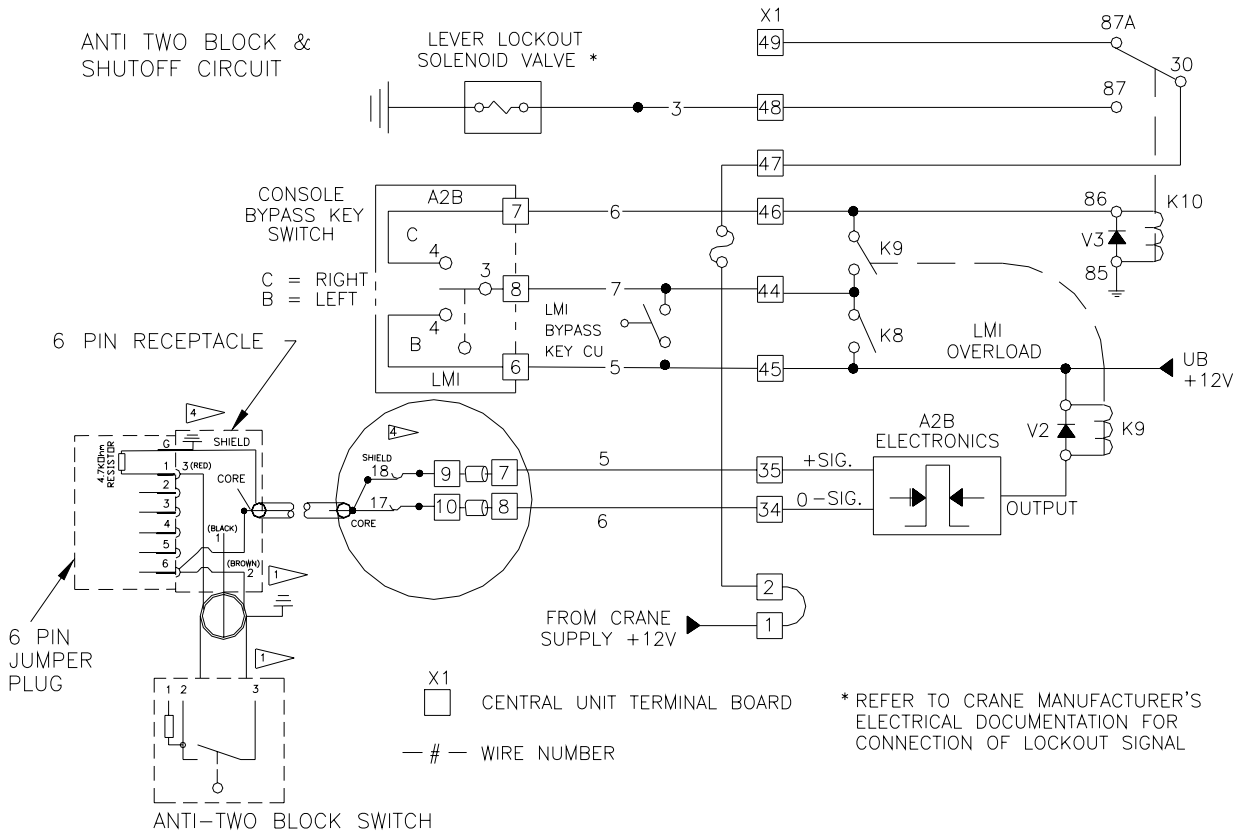 ANTI TWO BLOCK &
SHUTOFF CIRCUIT
LEVER LOCKOUT
SOLENOID VALVE *
X1
49
87A
30
3
48
87
47
CONSOLE
BYPASS KEY
SWITCH
C = RIGHT
B = LEFT
A2B
7
6
46
86
K10
C
4
K9
V3
3
8
7
44
85
4
B
LMI
BYPASS
KEY CU
K8
LMI
OVERLOAD
LMI
6
5
45
UB
+12V
6 PIN RECEPTACLE
4
4
V2
K9
A2B
ELECTRONICS
G
SHIELD
4.7KOhm
RESISTOR
1
3 (RED)
2
3
4
5
6
CORE
(BLACK)
1
(BROWN)
2
1
SHIELD
18
9
7
5
35
+SIG.
17
10
8
6
34
0 -SIG.
CORE
OUTPUT
2
1
FROM CRANE
SUPPLY +12V
6 PIN
JUMPER
PLUG
1
1 2 3
X1
CENTRAL UNIT TERMINAL BOARD
— # — WIRE NUMBER
* REFER TO CRANE MANUFACTURER'S
ELECTRICAL DOCUMENTATION FOR
CONNECTION OF LOCKOUT SIGNAL
ANTI-TWO BLOCK SWITCH